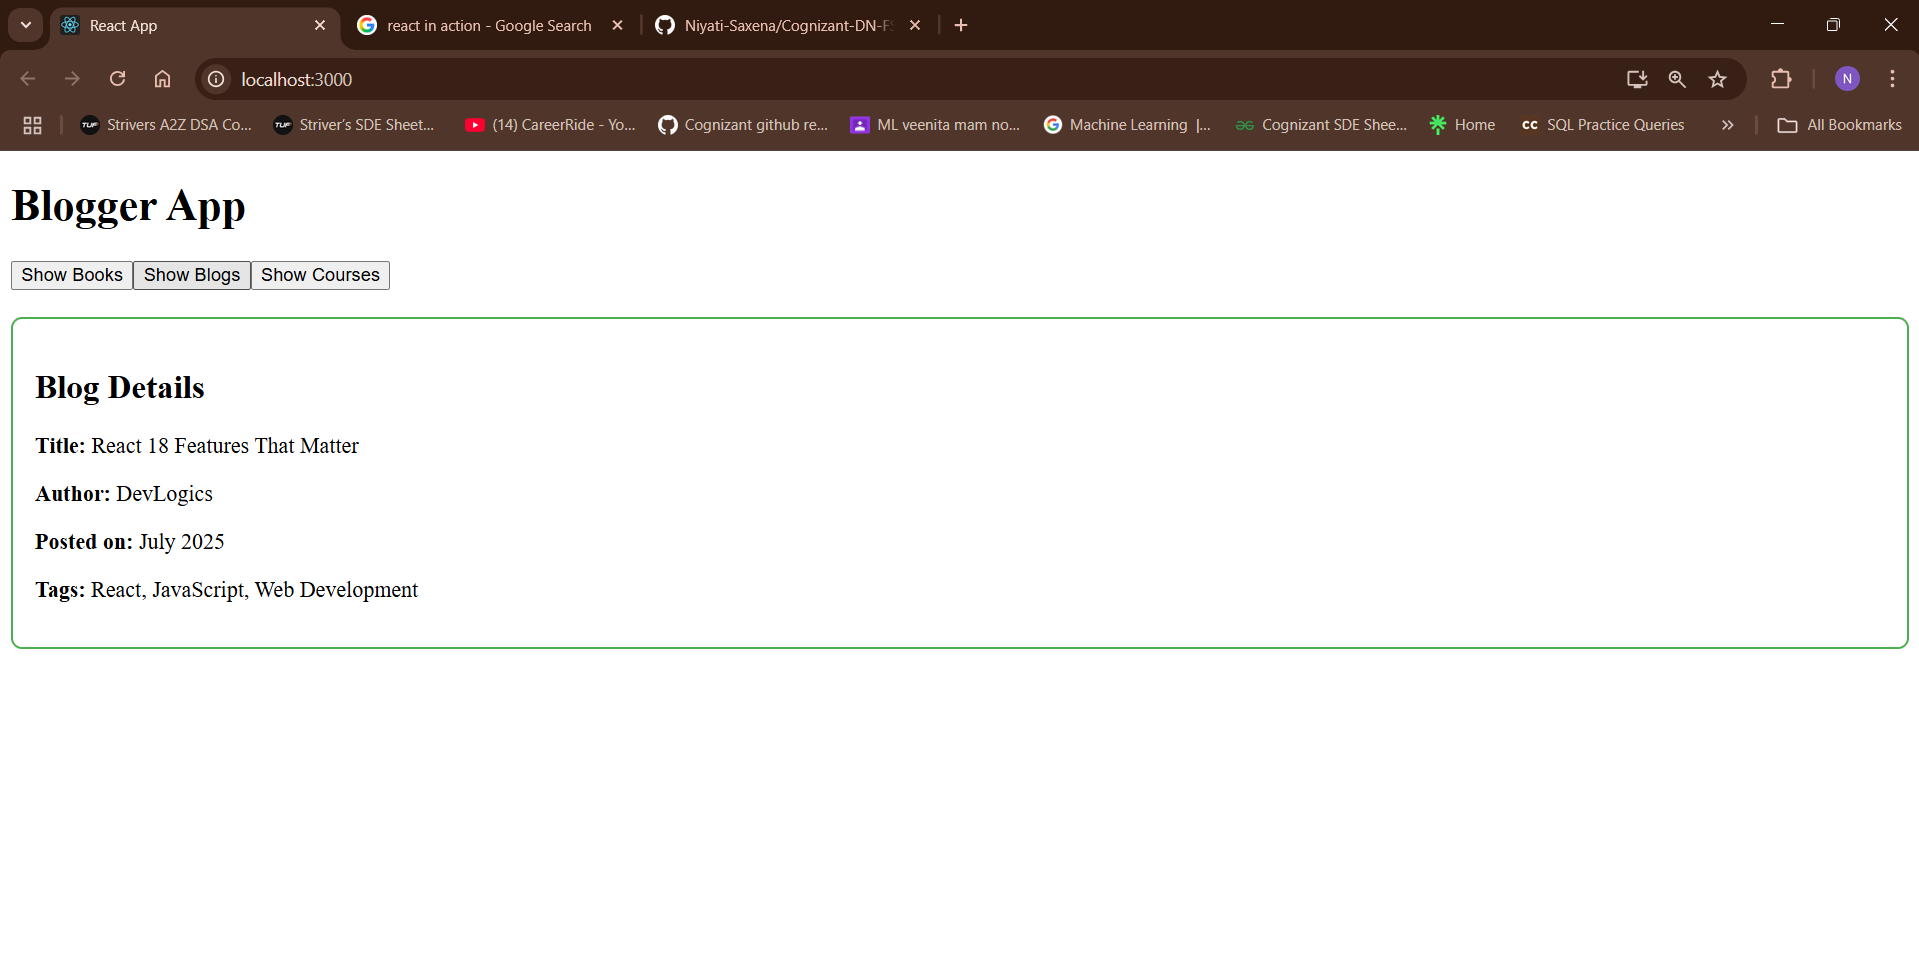 React App
react in action - Google Search
Niyati-Saxena/Cognizant-DN-FS
localhost:3000
N
Strivers A2Z DSA Co...
Striver's SDE Sheet...
(14) CareerRide - Yo...
Cognizant github re...
ML veenita mam no...
Machine Learning |...
Cognizant SDE Shee...
Home
CC SQL Practice Queries
All Bookmarks
Blogger App
Show Books Show Blogs Show Courses
Blog Details
Title: React 18 Features That Matter
Author: DevLogics
Posted on: July 2025
Tags: React, JavaScript, Web Development